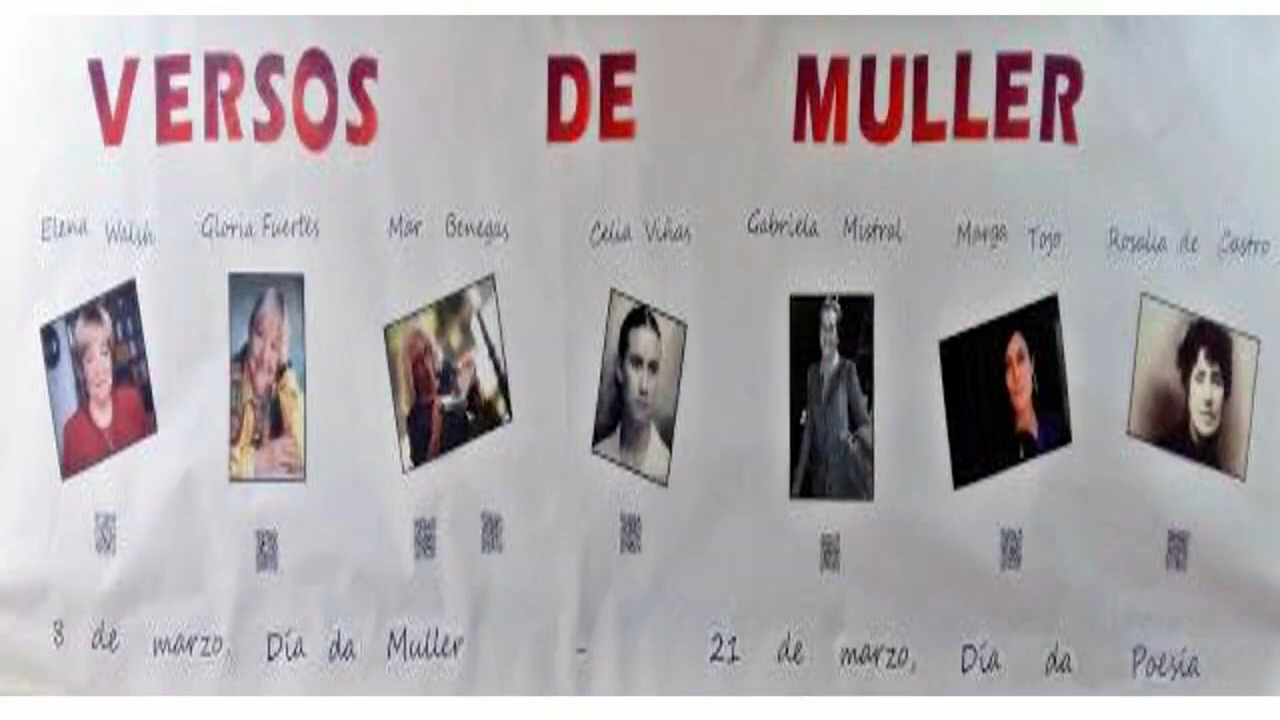 VERSOS DE MULLER
Elena Walsh Gloria Fuertes Mar Benegas Celia Viñas Gabriela Mistral Marga Tojo Rosalía de Castro
8 de marzo, Día da Muller - 21 de marzo, Día da Poesía